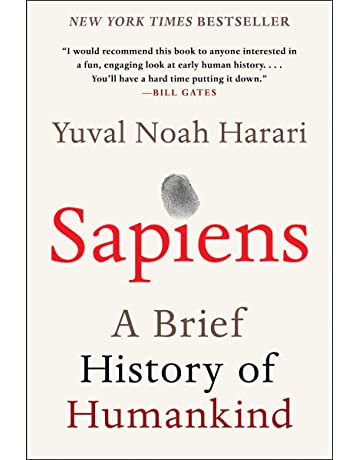 NEW YORK TIMES BESTSELLER
“I would recommend this book to anyone interested in
a fun, engaging look at early human history. . . .
You’ll have a hard time putting it down.”
—BILL GATES
Yuval Noah Harari
Sapiens
A Brief
History of
Humankind